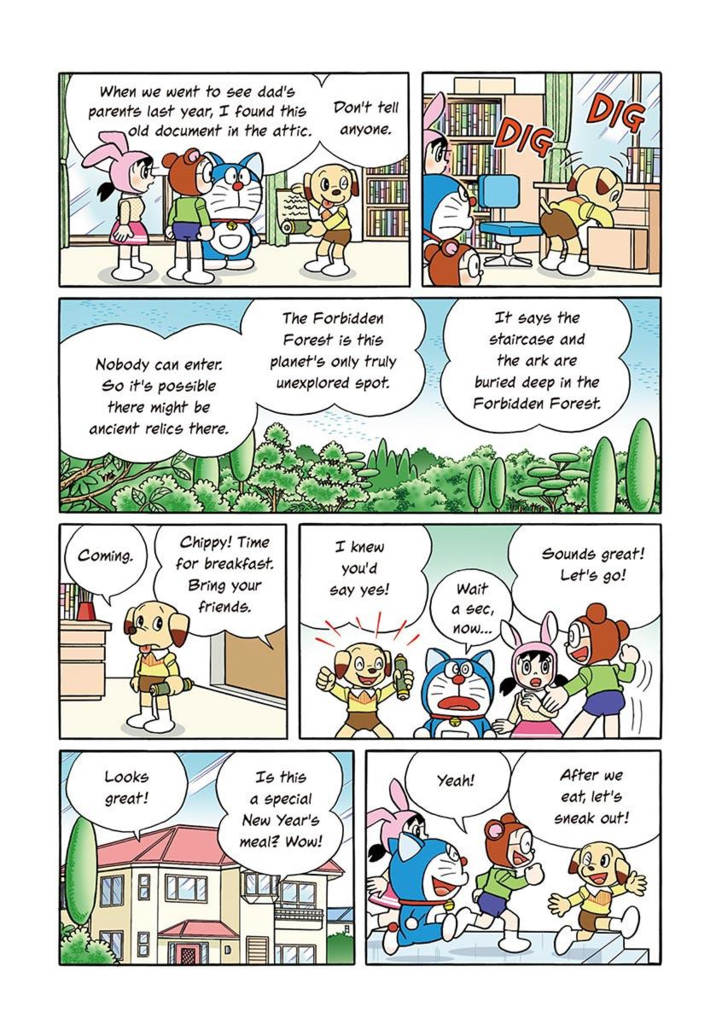 DIG
DIG
Don't tell
anyone.
When we went to see dad's
parents last year, I found this
old document in the attic.
It says the
staircase and
the ark are
buried deep in the
Forbidden Forest.
The Forbidden
Forest is this
planet's only truly
unexplored spot.
Nobody can enter.
So it's possible
there might be
ancient relics there.
Sounds great!
Let's go!
Wait
a sec,
now...
I knew
you'd
say yes!
Chippy! Time
for breakfast.
Bring your
friends.
Coming.
After we
eat, let's
sneak out!
Yeah!
Is this
a special
New Year's
meal? Wow!
Looks
great!